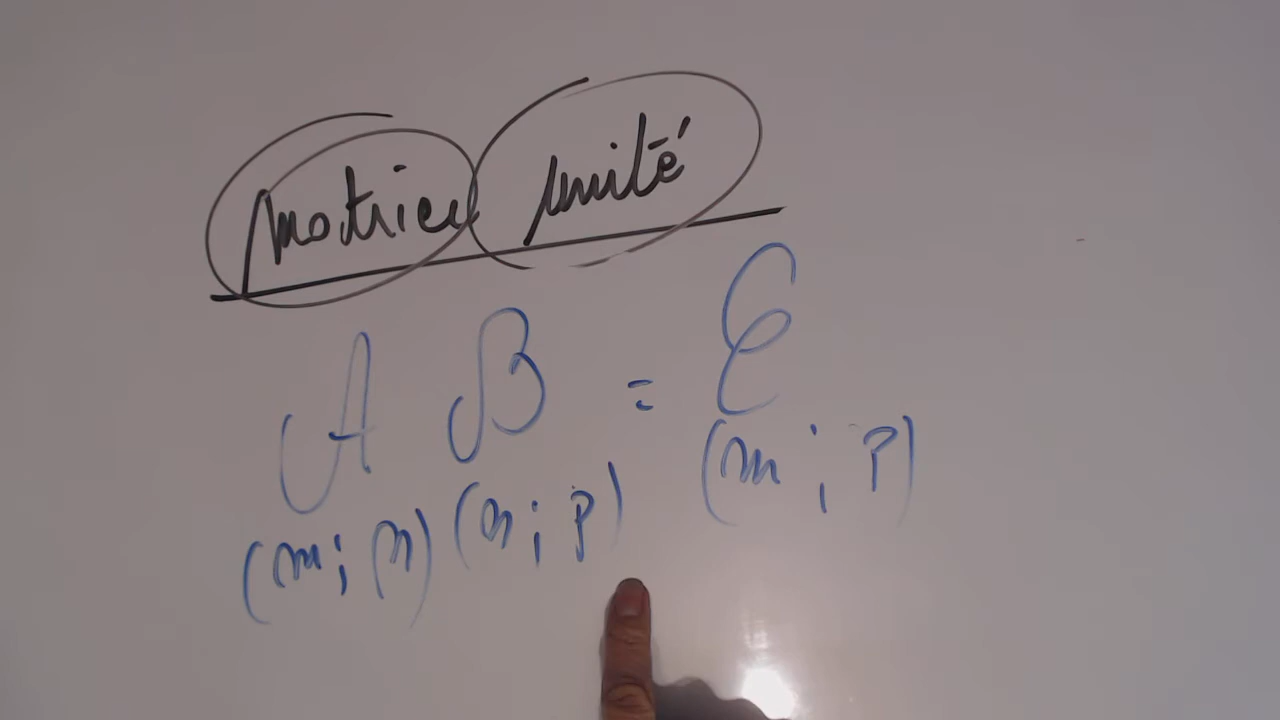 Matrice unité
A B = C
(m; n) (n; p) (m; p)